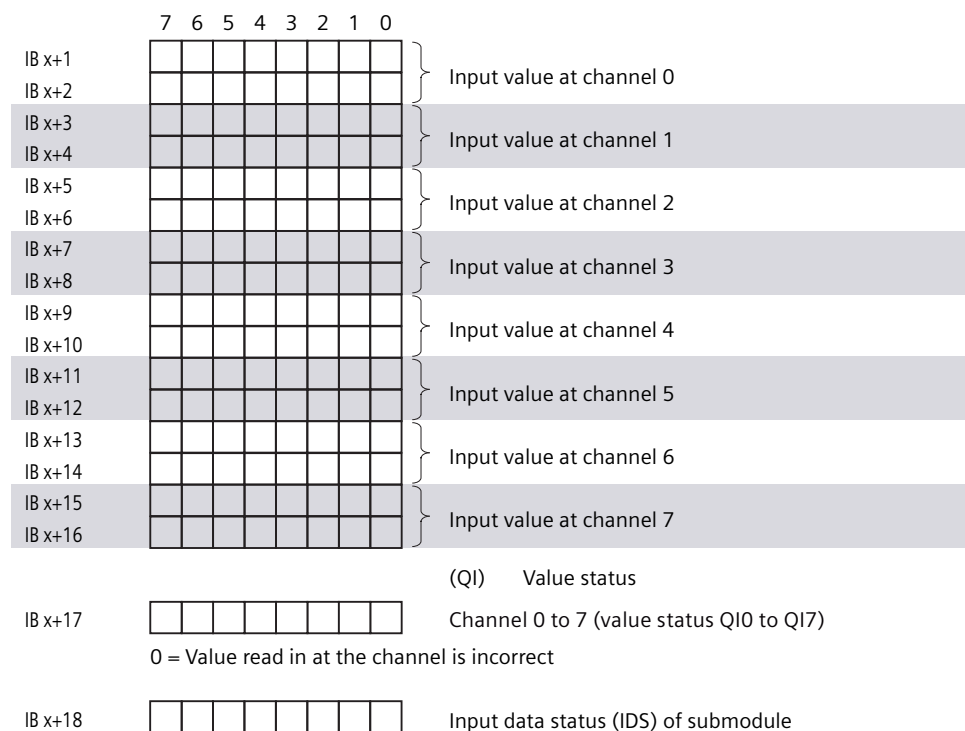 7 6 5 4 3 2 1 0
IB x+1
Input value at channel 0
IB x+2
IB x+3
Input value at channel 1
IB x+4
IB x+5
Input value at channel 2
IB x+6
IB x+7
Input value at channel 3
IB x+8
IB x+9
Input value at channel 4
IB x+10
IB x+11
Input value at channel 5
IB x+12
IB x+13
Input value at channel 6
IB x+14
IB x+15
Input value at channel 7
IB x+16
(QI) Value status
IB x+17 Channel 0 to 7 (value status QI0 to QI7)
0 = Value read in at the channel is incorrect
IB x+18 Input data status (IDS) of submodule